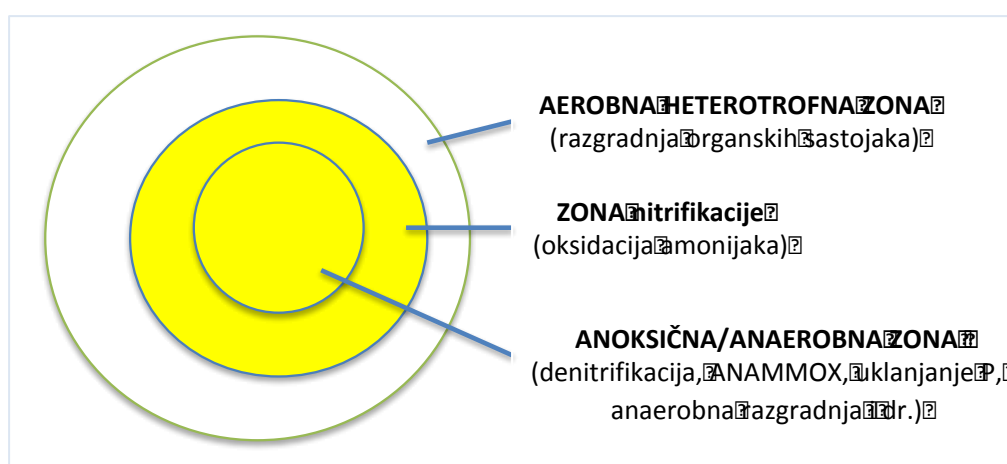 AEROBNA HETEROTROFNA ZONA
(razgradnja organskih sastojaka)
ZONA nitrifikacije
(oksidacija amonijaka)
ANOKSIČNA/ANAEROBNA ZONA
(denitrifikacija, ANAMMOX, uklanjanje P,
anaerobna razgradnja i dr.)